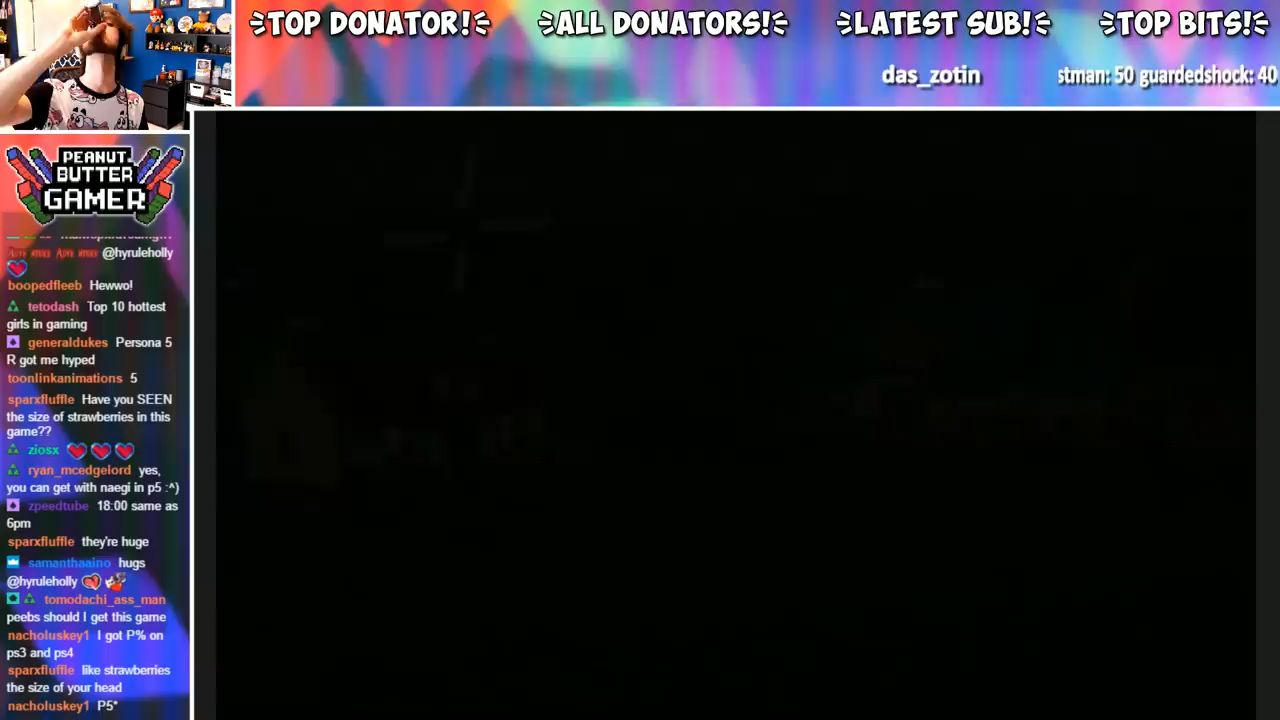 TOP DONATOR!
ALL DONATORS!
LATEST SUB!
TOP BITS!
das_zotin
stman: 50 guardedshock: 40
PEANUT
BUTTER
GAMER
@hyruleholly
boopedfleeb Hewwo!
tetodash Top 10 hottest
girls in gaming
generaldukes Persona 5
R got me hyped
toonlinkanimations 5
sparxfluffle Have you SEEN
the size of strawberries in this
game??
ziosx
ryan_mcedgelord yes,
you can get with naegi in p5 :^)
zpeedtube 18:00 same as
6pm
sparxfluffle they're huge
samanthaaino hugs
@hyruleholly
tomodachi_ass_man
peebs should I get this game
nacholuskey1 I got P% on
ps3 and ps4
sparxfluffle like strawberries
the size of your head
nacholuskey1 P5*